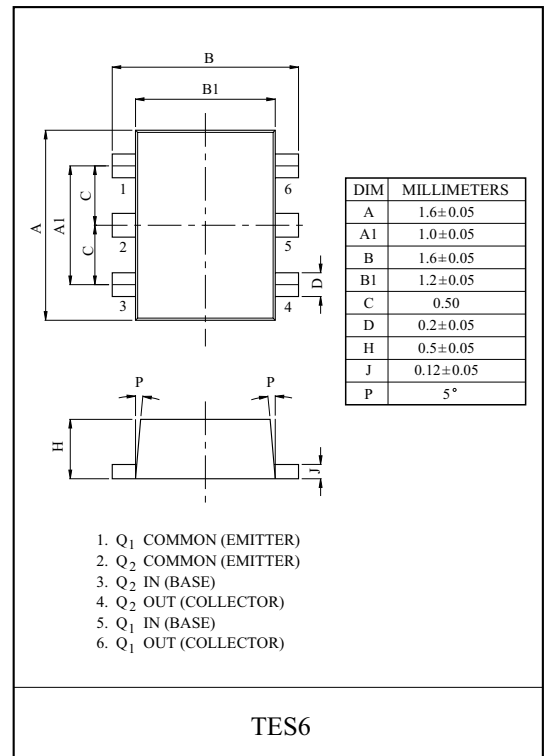 B
B1
A
A1
C
C
D
1
2
3
6
5
4
P
P
H
J
DIM MILLIMETERS
A 1.6±0.05
A1 1.0±0.05
B 1.6±0.05
B1 1.2±0.05
C 0.50
D 0.2±0.05
H 0.5±0.05
J 0.12±0.05
P 5°
1. Q1 COMMON (EMITTER)
2. Q2 COMMON (EMITTER)
3. Q2 IN (BASE)
4. Q2 OUT (COLLECTOR)
5. Q1 IN (BASE)
6. Q1 OUT (COLLECTOR)
TES6